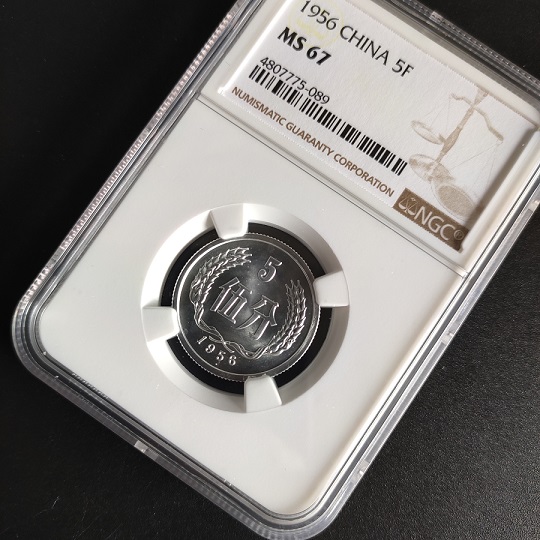 1956 CHINA 5F
MS 67
4807775-089
NUMISMATIC GUARANTY CORPORATION
NGC®
5
伍分
1956